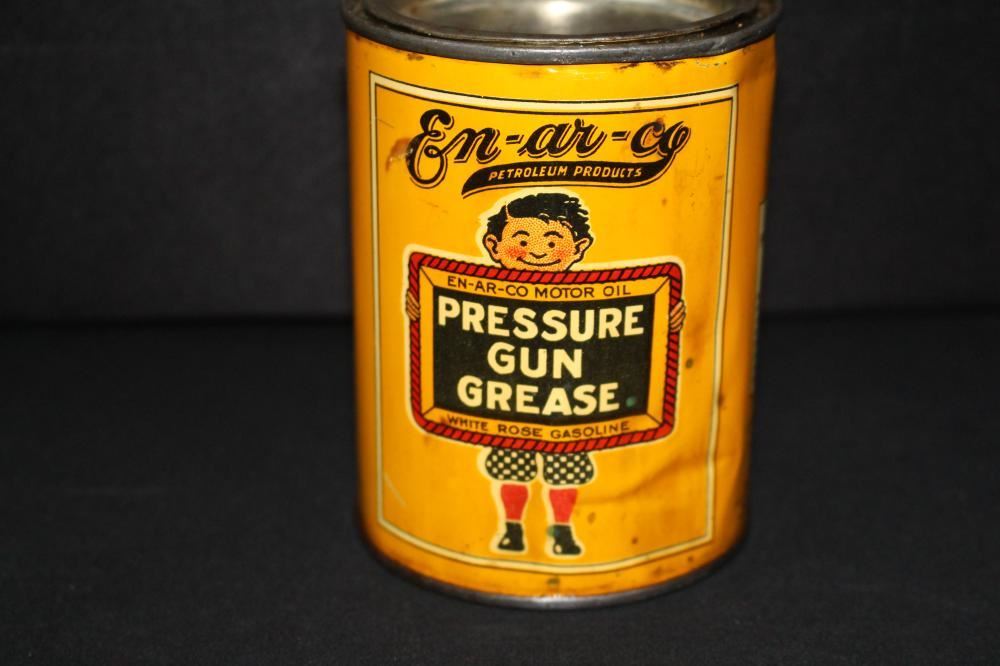 En-ar-co
PETROLEUM PRODUCTS
EN-AR-CO MOTOR OIL
PRESSURE
GUN
GREASE
WHITE ROSE GASOLINE